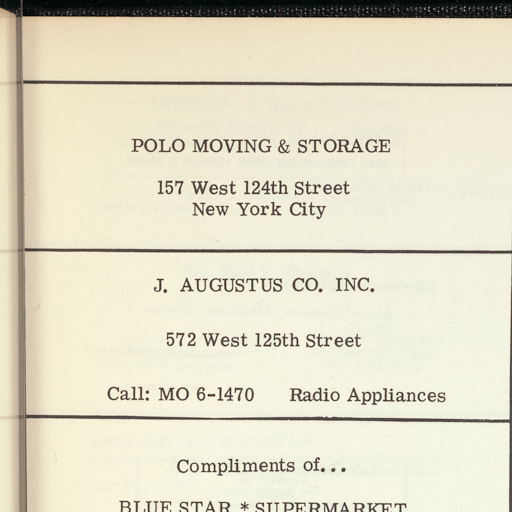 POLO MOVING & STORAGE
157 West 124th Street
New York City
J. AUGUSTUS CO. INC.
572 West 125th Street
Call: MO 6-1470 Radio Appliances
Compliments of...
BLUE STAR * SUPERMARKET